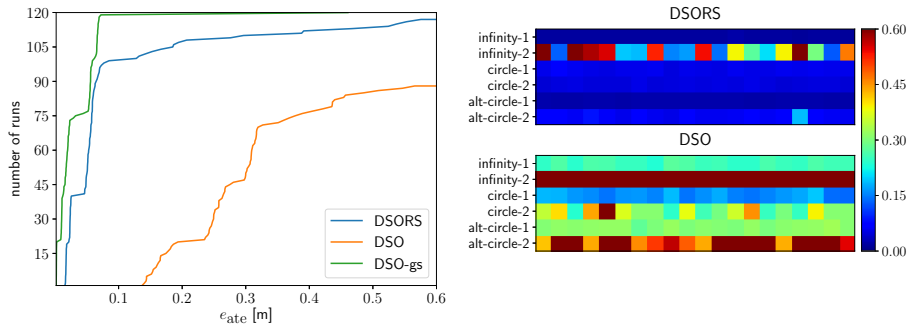 120
105
90
75
60
45
30
15
number of runs
0.1 0.2 0.3 0.4 0.5 0.6
e_ate [m]
DSORS
DSO
DSO-gs
DSORS
infinity-1
infinity-2
circle-1
circle-2
alt-circle-1
alt-circle-2
DSO
infinity-1
infinity-2
circle-1
circle-2
alt-circle-1
alt-circle-2
0.60
0.45
0.30
0.15
0.00